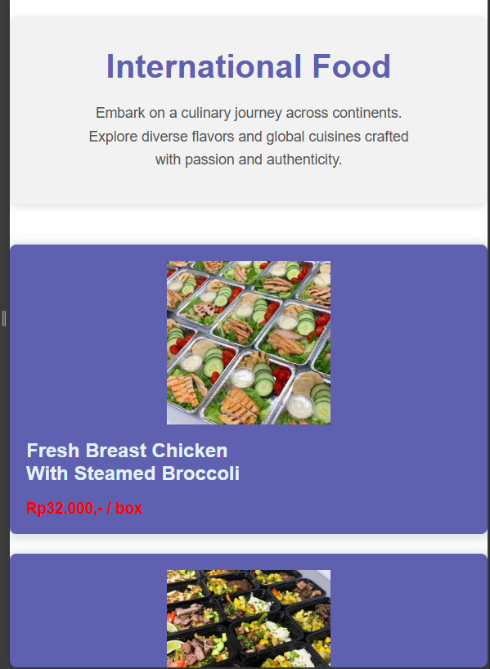 International Food
Embark on a culinary journey across continents.
Explore diverse flavors and global cuisines crafted
with passion and authenticity.
Fresh Breast Chicken
With Steamed Broccoli
Rp32.000,- / box